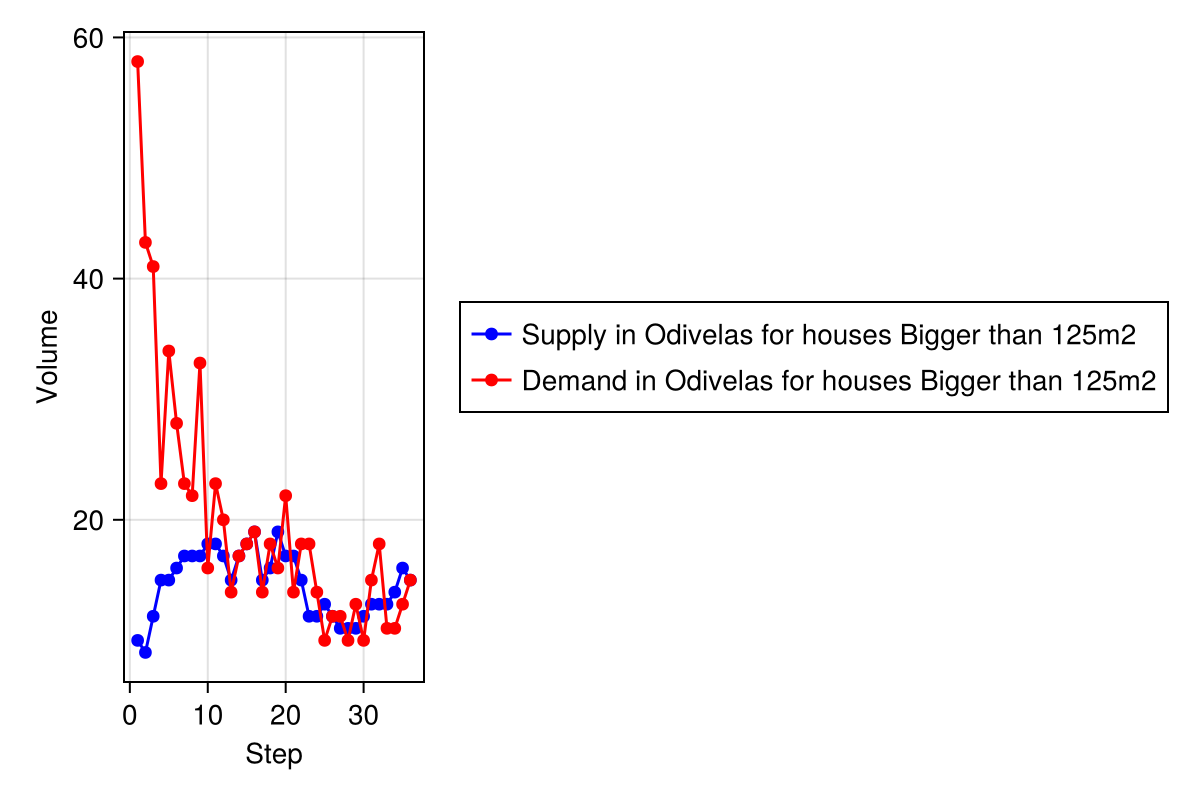 60
40
20
Volume
0 10 20 30
Step
Supply in Odivelas for houses Bigger than 125m2
Demand in Odivelas for houses Bigger than 125m2